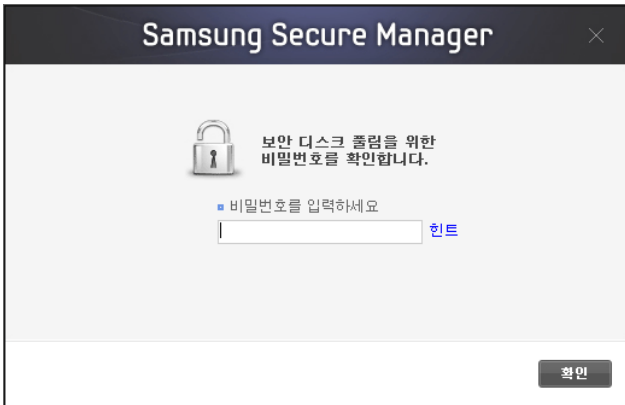 Samsung Secure Manager
보안 디스크 풀림을 위한
비밀번호를 확인합니다.
비밀번호를 입력하세요
힌트
확인